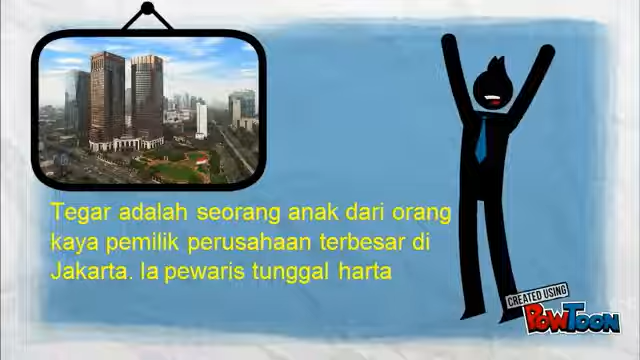 Tegar adalah seorang anak dari orang
kaya pemilik perusahaan terbesar di
Jakarta. Ia pewaris tunggal harta
CREATED USING
POWTOON